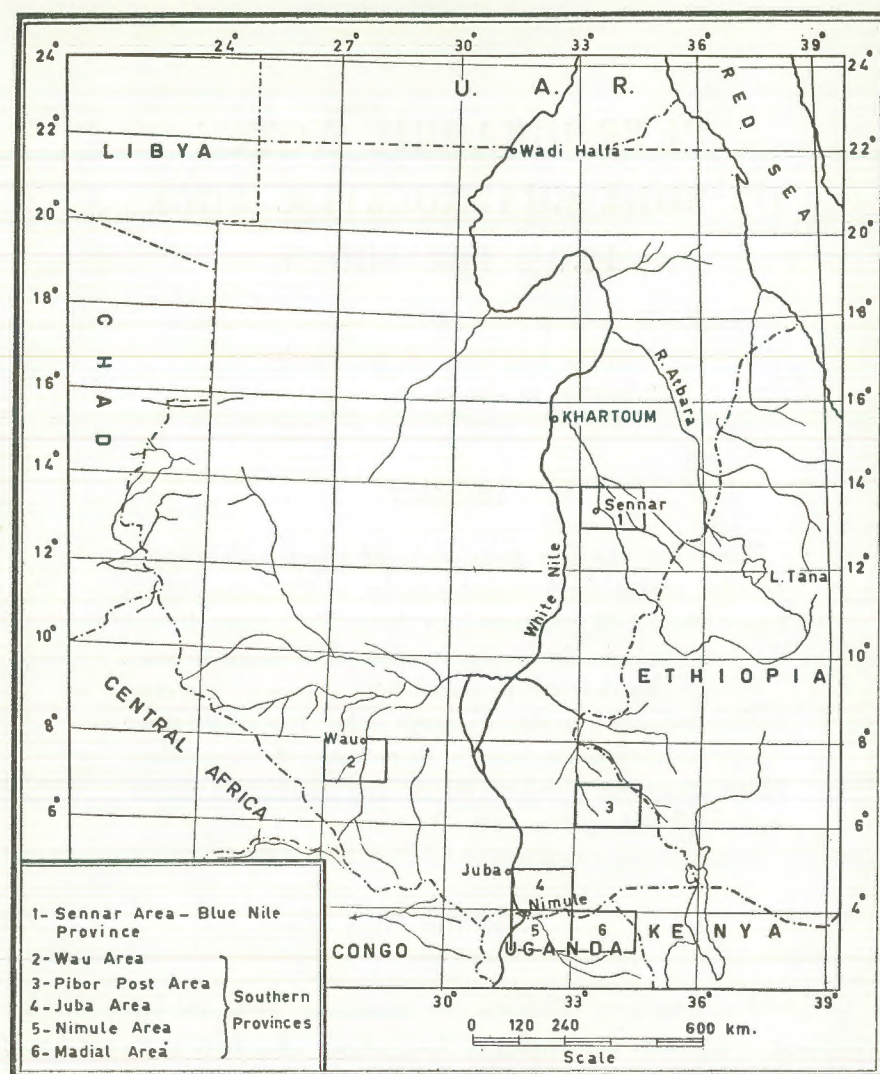 24° 27° 30° 33° 36° 39°
24° 24°
U. A. R.
RED SEA
LIBYA
Wadi Halfa
22° 22°
20° 20°
18° 18°
CHAD
R. Atbara
16° 16°
KHARTOUM
14° 14°
Sennar
1
12° 12°
L. Tana
White Nile
10° 10°
ETHIOPIA
CENTRAL
AFRICA
8° 8°
Wau
2
3
6° 6°
Juba
4
Nimule
4°
5 6
KENYA
CONGO
UGANDA
2°
30° 33° 36° 39°
1- Sennar Area – Blue Nile
Province
2- Wau Area
3- Pibor Post Area
4- Juba Area
5- Nimule Area
6- Madial Area
Southern
Provinces
0 120 240 600 km.
Scale